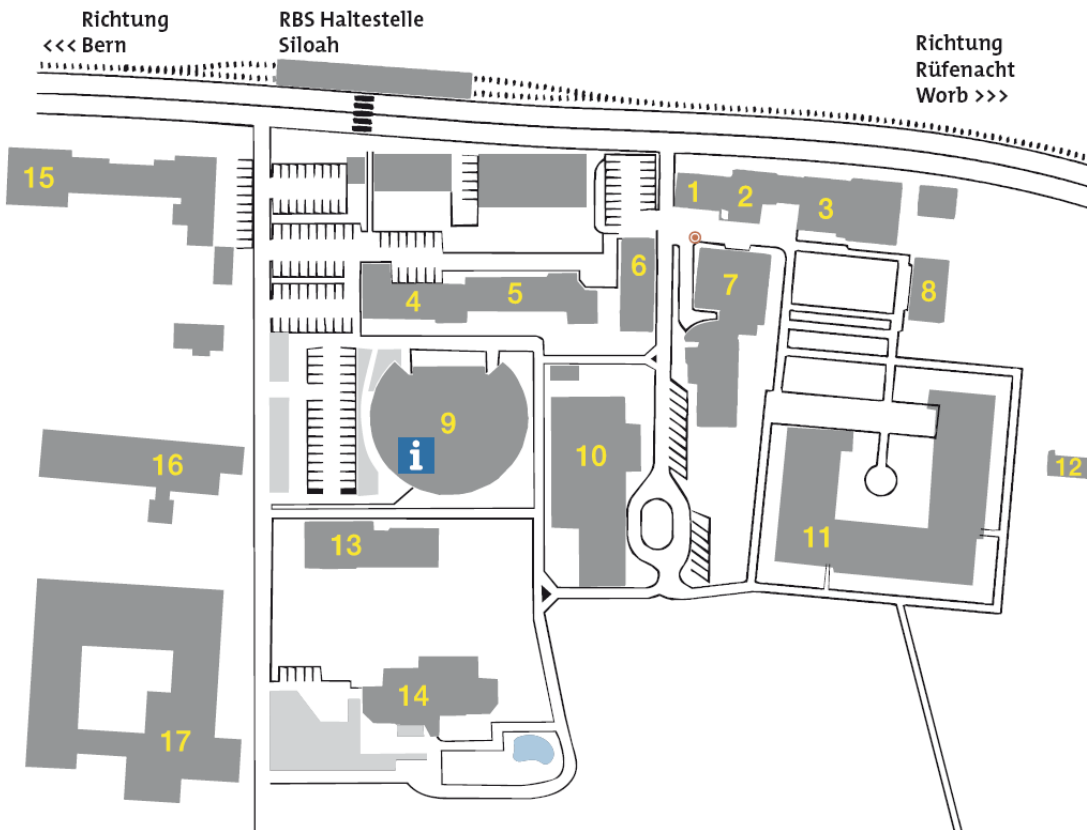 Richtung
<<< Bern
RBS Haltestelle
Siloah
Richtung
Rüfenacht
Worb >>>
1
2
3
15
4
5
6
7
8
9
i
10
16
12
11
13
14
17